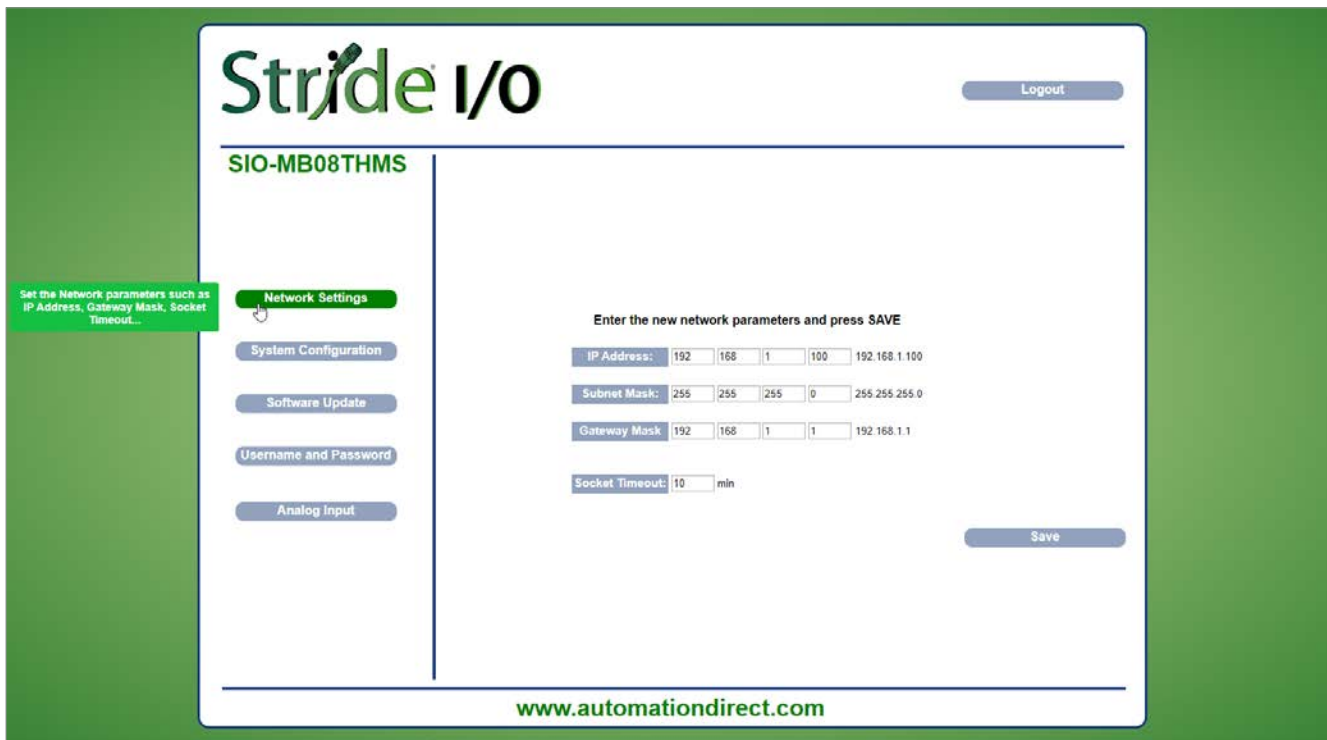 Stride I/O
Logout
SIO-MB08THMS
Set the Network parameters such as
IP Address, Gateway Mask, Socket
Timeout...
Network Settings
System Configuration
Software Update
Username and Password
Analog Input
Enter the new network parameters and press SAVE
IP Address: 192 168 1 100 192.168.1.100
Subnet Mask: 255 255 255 0 255.255.255.0
Gateway Mask 192 168 1 1 192.168.1.1
Socket Timeout: 10 min
Save
www.automationdirect.com